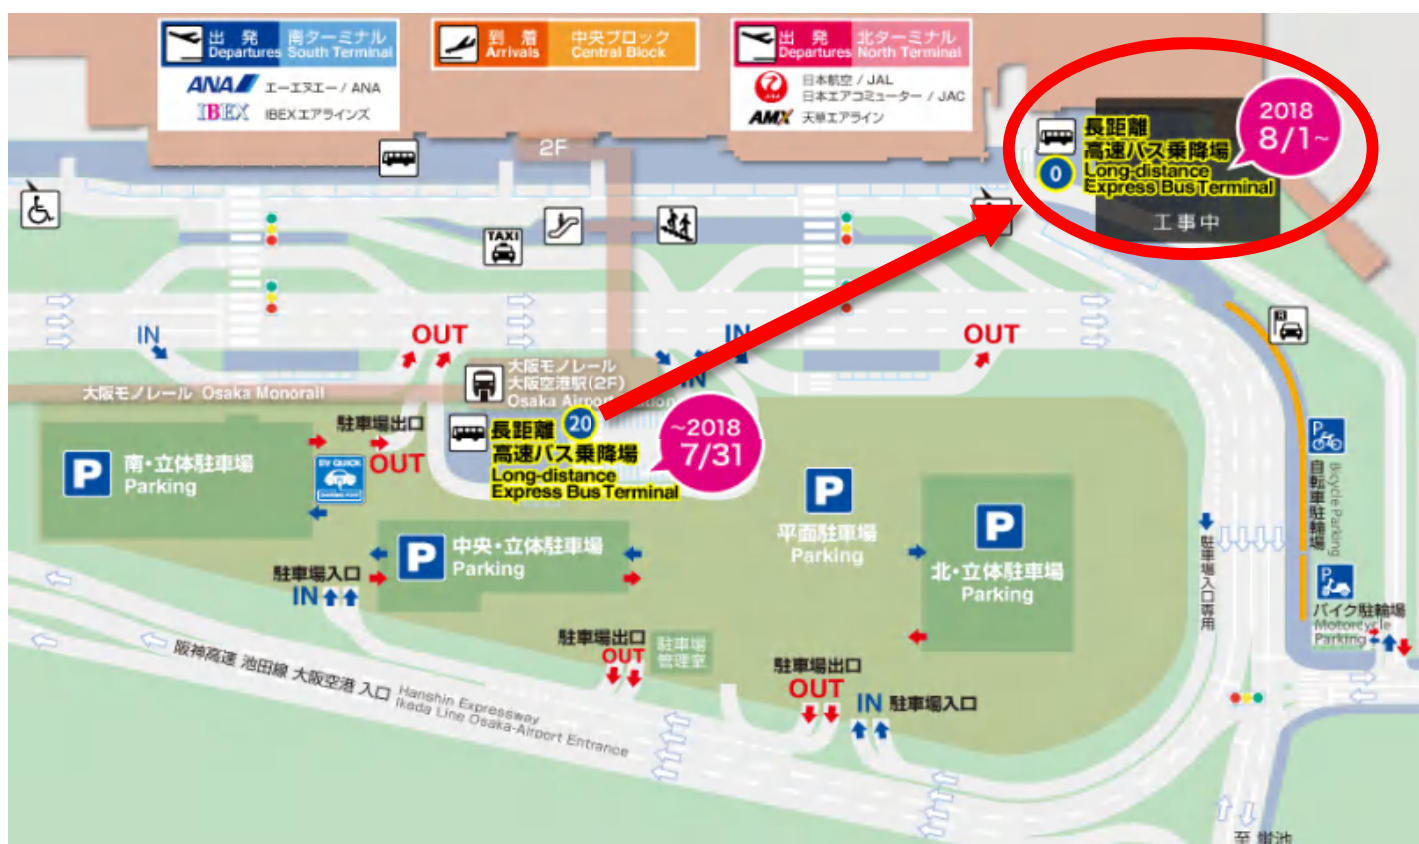 出 発
Departures
南ターミナル
South Terminal
ANA
エーエヌエー / ANA
IBEX
IBEXエアラインズ
到 着
Arrivals
中央ブロック
Central Block
出 発
Departures
北ターミナル
North Terminal
日本航空 / JAL
日本エアコミューター / JAC
AMX
天草エアライン
2018
8/1~
長距離
高速バス乗降場
0
Long-distance
Express Bus Terminal
工事中
2F
TAXI
IN
OUT
IN
OUT
IN
大阪モノレール Osaka Monorail
大阪モノレール
大阪空港駅(2F)
Osaka Airport
長距離
20
高速バス乗降場
Long-distance
Express Bus Terminal
~2018
7/31
駐車場出口
OUT
EV QUICK
P
南・立体駐車場
Parking
P
中央・立体駐車場
Parking
P
平面駐車場
Parking
P
北・立体駐車場
Parking
P
自転車駐輪場
Bicycle Parking
駐車場入口専用
P
バイク駐輪場
Motorcycle
Parking
駐車場入口
IN
駐車場出口
OUT
駐車場
管理室
駐車場出口
OUT
IN 駐車場入口
阪神高速 池田線 大阪空港 入口
Hanshin Expressway
Ikeda Line Osaka-Airport Entrance
至 蛍池